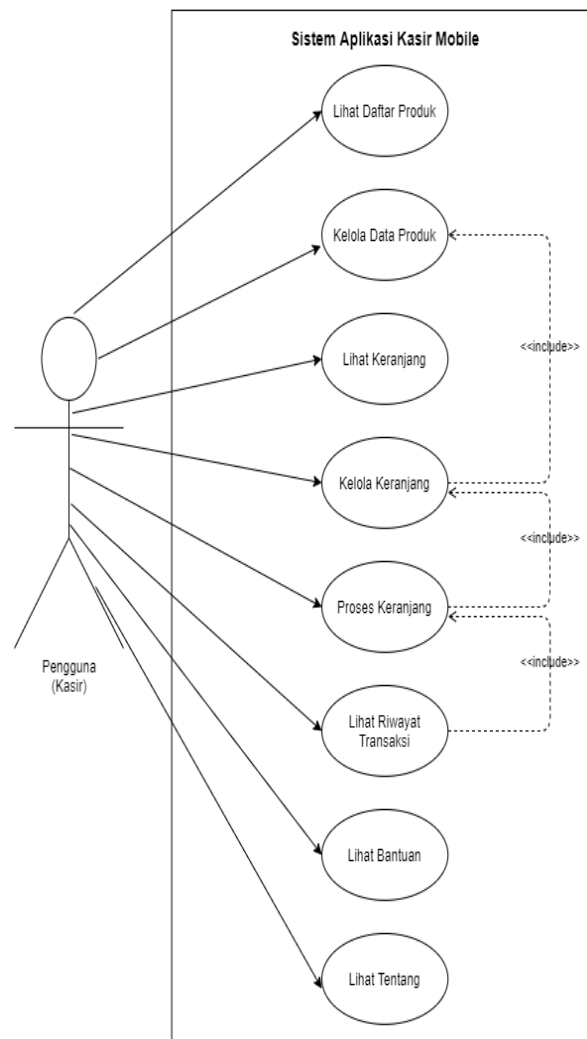 Sistem Aplikasi Kasir Mobile
Lihat Daftar Produk
Kelola Data Produk
<<include>>
Lihat Keranjang
Kelola Keranjang
<<include>>
Proses Keranjang
<<include>>
Pengguna
(Kasir)
Lihat Riwayat
Transaksi
Lihat Bantuan
Lihat Tentang